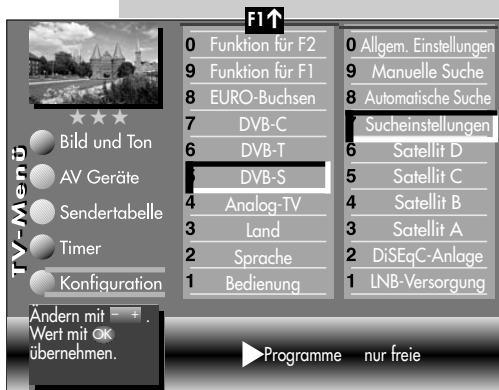 F1↑
TV-Menü
Bild und Ton
AV Geräte
Sendertabelle
Timer
Konfiguration
0 Funktion für F2
9 Funktion für F1
8 EURO-Buchsen
7 DVB-C
6 DVB-T
DVB-S
4 Analog-TV
3 Land
2 Sprache
1 Bedienung
0 Allgem. Einstellungen
9 Manuelle Suche
8 Automatische Suche
7 Sucheinstellungen
6 Satellit D
5 Satellit C
4 Satellit B
3 Satellit A
2 DiSEqC-Anlage
1 LNB-Versorgung
Ändern mit - + .
Wert mit OK
übernehmen.
Programme nur freie